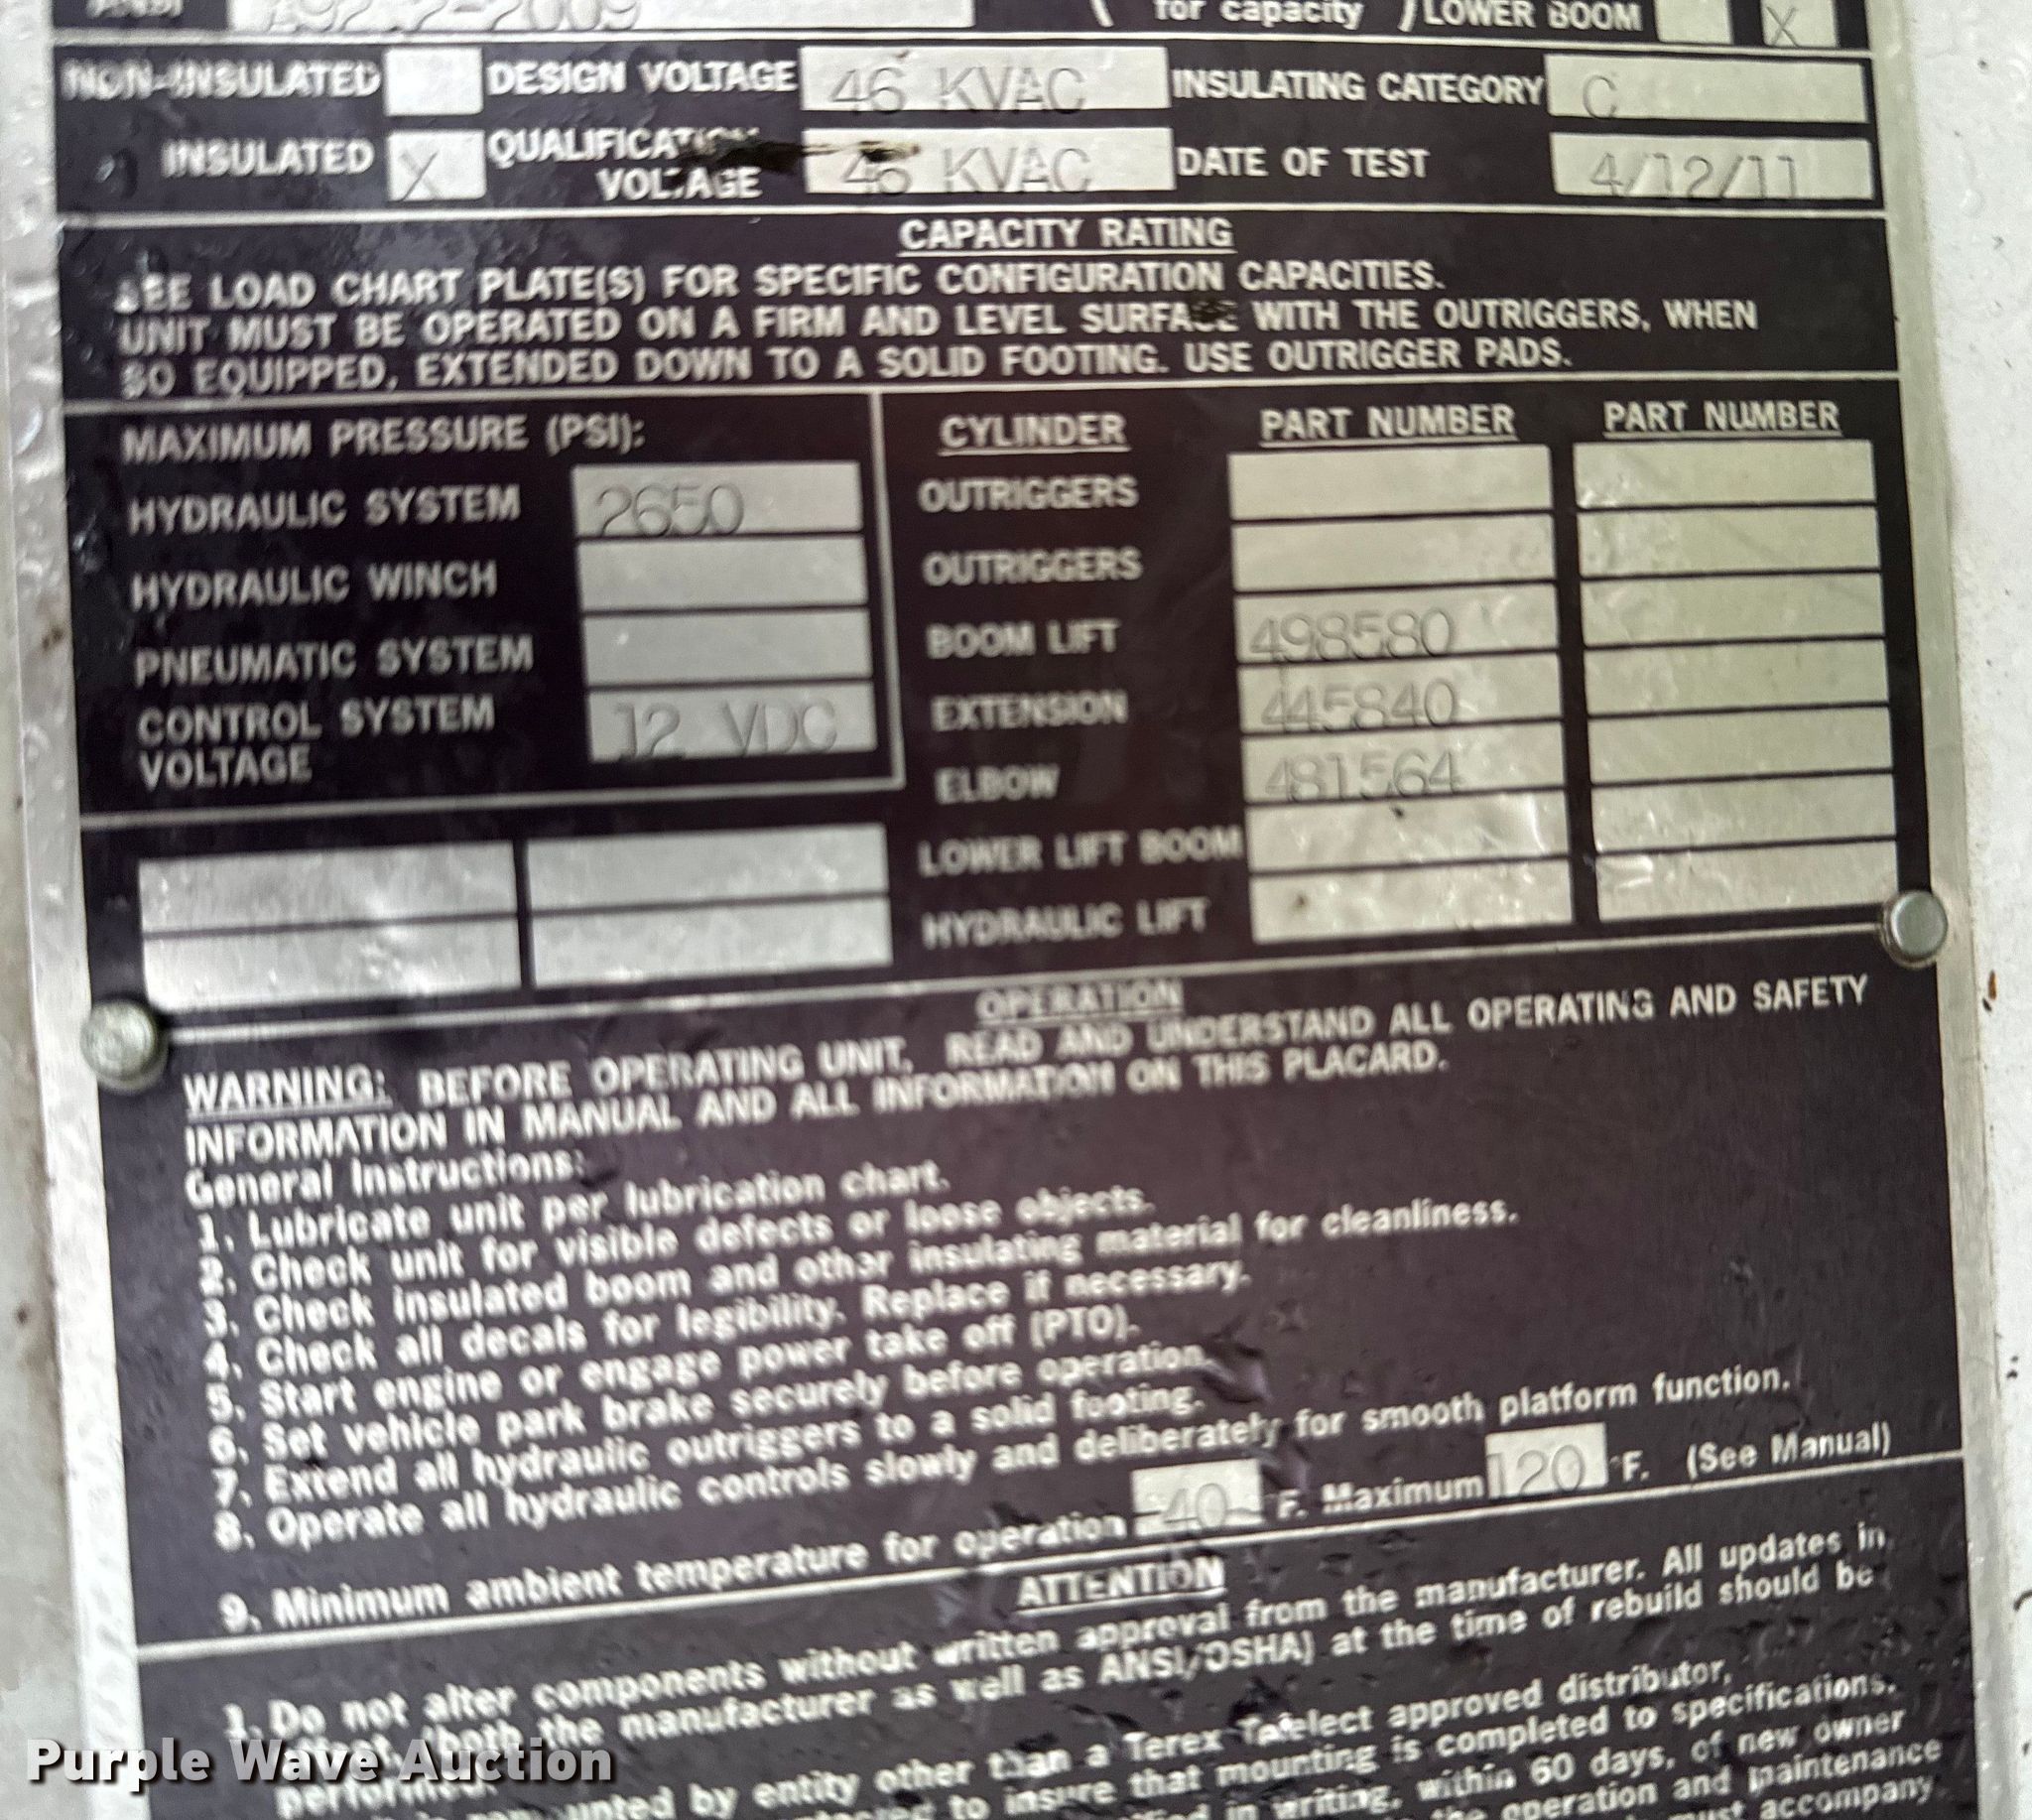 A92.2-2009 for capacity ) LOWER BOOM X
NON-INSULATED DESIGN VOLTAGE 46 KVAC INSULATING CATEGORY C
INSULATED X QUALIFICATION VOLTAGE 46 KVAC DATE OF TEST 4/12/11
CAPACITY RATING
SEE LOAD CHART PLATE(S) FOR SPECIFIC CONFIGURATION CAPACITIES.
UNIT MUST BE OPERATED ON A FIRM AND LEVEL SURFACE WITH THE OUTRIGGERS, WHEN
SO EQUIPPED, EXTENDED DOWN TO A SOLID FOOTING. USE OUTRIGGER PADS.
MAXIMUM PRESSURE (PSI):
HYDRAULIC SYSTEM 2650
HYDRAULIC WINCH
PNEUMATIC SYSTEM
CONTROL SYSTEM VOLTAGE 12 VDC
CYLINDER PART NUMBER PART NUMBER
OUTRIGGERS
OUTRIGGERS
BOOM LIFT 498580
EXTENSION 445840
ELBOW 481564
LOWER LIFT BOOM
HYDRAULIC LIFT
OPERATION
WARNING: BEFORE OPERATING UNIT, READ AND UNDERSTAND ALL OPERATING AND SAFETY
INFORMATION IN MANUAL AND ALL INFORMATION ON THIS PLACARD.
General Instructions:
1. Lubricate unit per lubrication chart.
2. Check unit for visible defects or loose objects.
3. Check insulated boom and other insulating material for cleanliness.
4. Check all decals for legibility. Replace if necessary.
5. Start engine or engage power take off (PTO).
6. Set vehicle park brake securely before operation.
7. Extend all hydraulic outriggers to a solid footing.
8. Operate all hydraulic controls slowly and deliberately for smooth platform function.
9. Minimum ambient temperature for operation -40 °F. Maximum 120 °F. (See Manual)
ATTENTION
1. Do not alter components without written approval from the manufacturer. All updates in
(both the manufacturer as well as ANSI/OSHA) at the time of rebuild should be
performed.
by entity other than a Terex Telelect approved distributor,
to insure that mounting is completed to specifications.
in writing, within 60 days, of new owner
operation and maintenance
must accompany
Purple Wave Auction